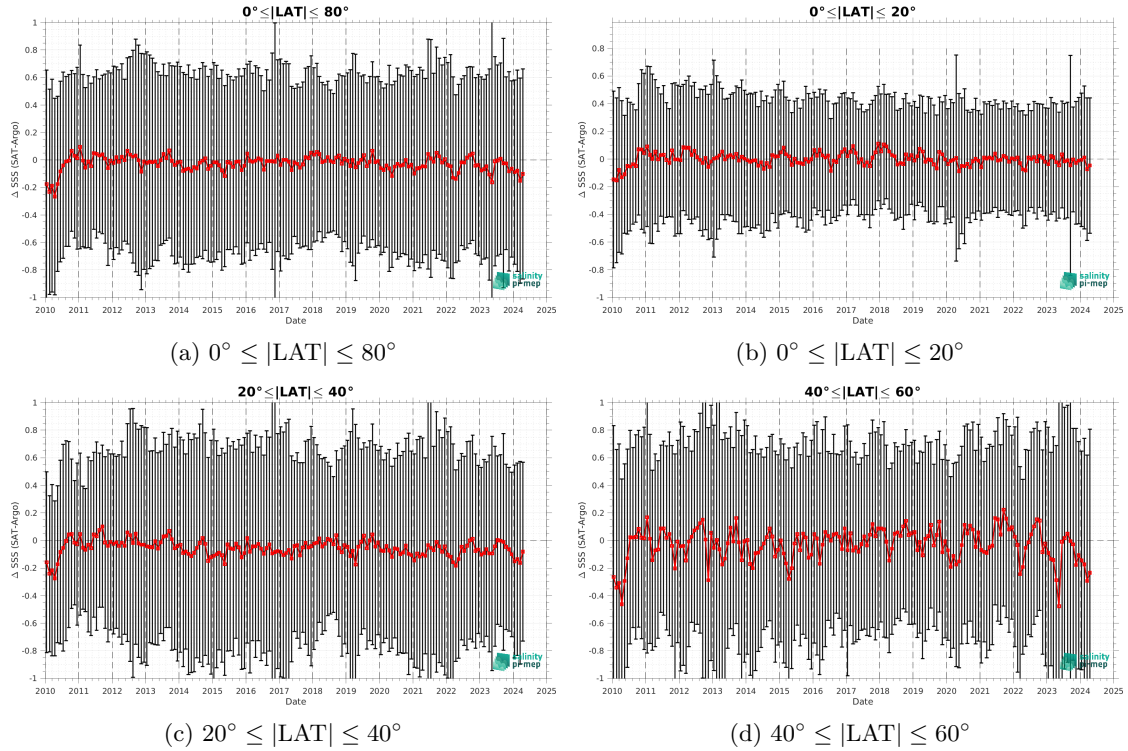 0°≤|LAT|≤ 80°
1
0.8
0.6
0.4
0.2
0
-0.2
-0.4
-0.6
-0.8
-1
Δ SSS (SAT-Argo)
2010 2011 2012 2013 2014 2015 2016 2017 2018 2019 2020 2021 2022 2023 2024 2025
Date
salinity
pi-mep
(a) 0° ≤ |LAT| ≤ 80°
0°≤|LAT|≤ 20°
0.8
0.6
0.4
0.2
0
-0.2
-0.4
-0.6
-0.8
-1
Δ SSS (SAT-Argo)
2010 2011 2012 2013 2014 2015 2016 2017 2018 2019 2020 2021 2022 2023 2024 2025
Date
salinity
pi-mep
(b) 0° ≤ |LAT| ≤ 20°
20°≤|LAT|≤ 40°
1
0.8
0.6
0.4
0.2
0
-0.2
-0.4
-0.6
-0.8
-1
Δ SSS (SAT-Argo)
2010 2011 2012 2013 2014 2015 2016 2017 2018 2019 2020 2021 2022 2023 2024 2025
Date
salinity
pi-mep
(c) 20° ≤ |LAT| ≤ 40°
40°≤|LAT|≤ 60°
1
0.8
0.6
0.4
0.2
0
-0.2
-0.4
-0.6
-0.8
-1
Δ SSS (SAT-Argo)
2010 2011 2012 2013 2014 2015 2016 2017 2018 2019 2020 2021 2022 2023 2024 2025
Date
salinity
pi-mep
(d) 40° ≤ |LAT| ≤ 60°